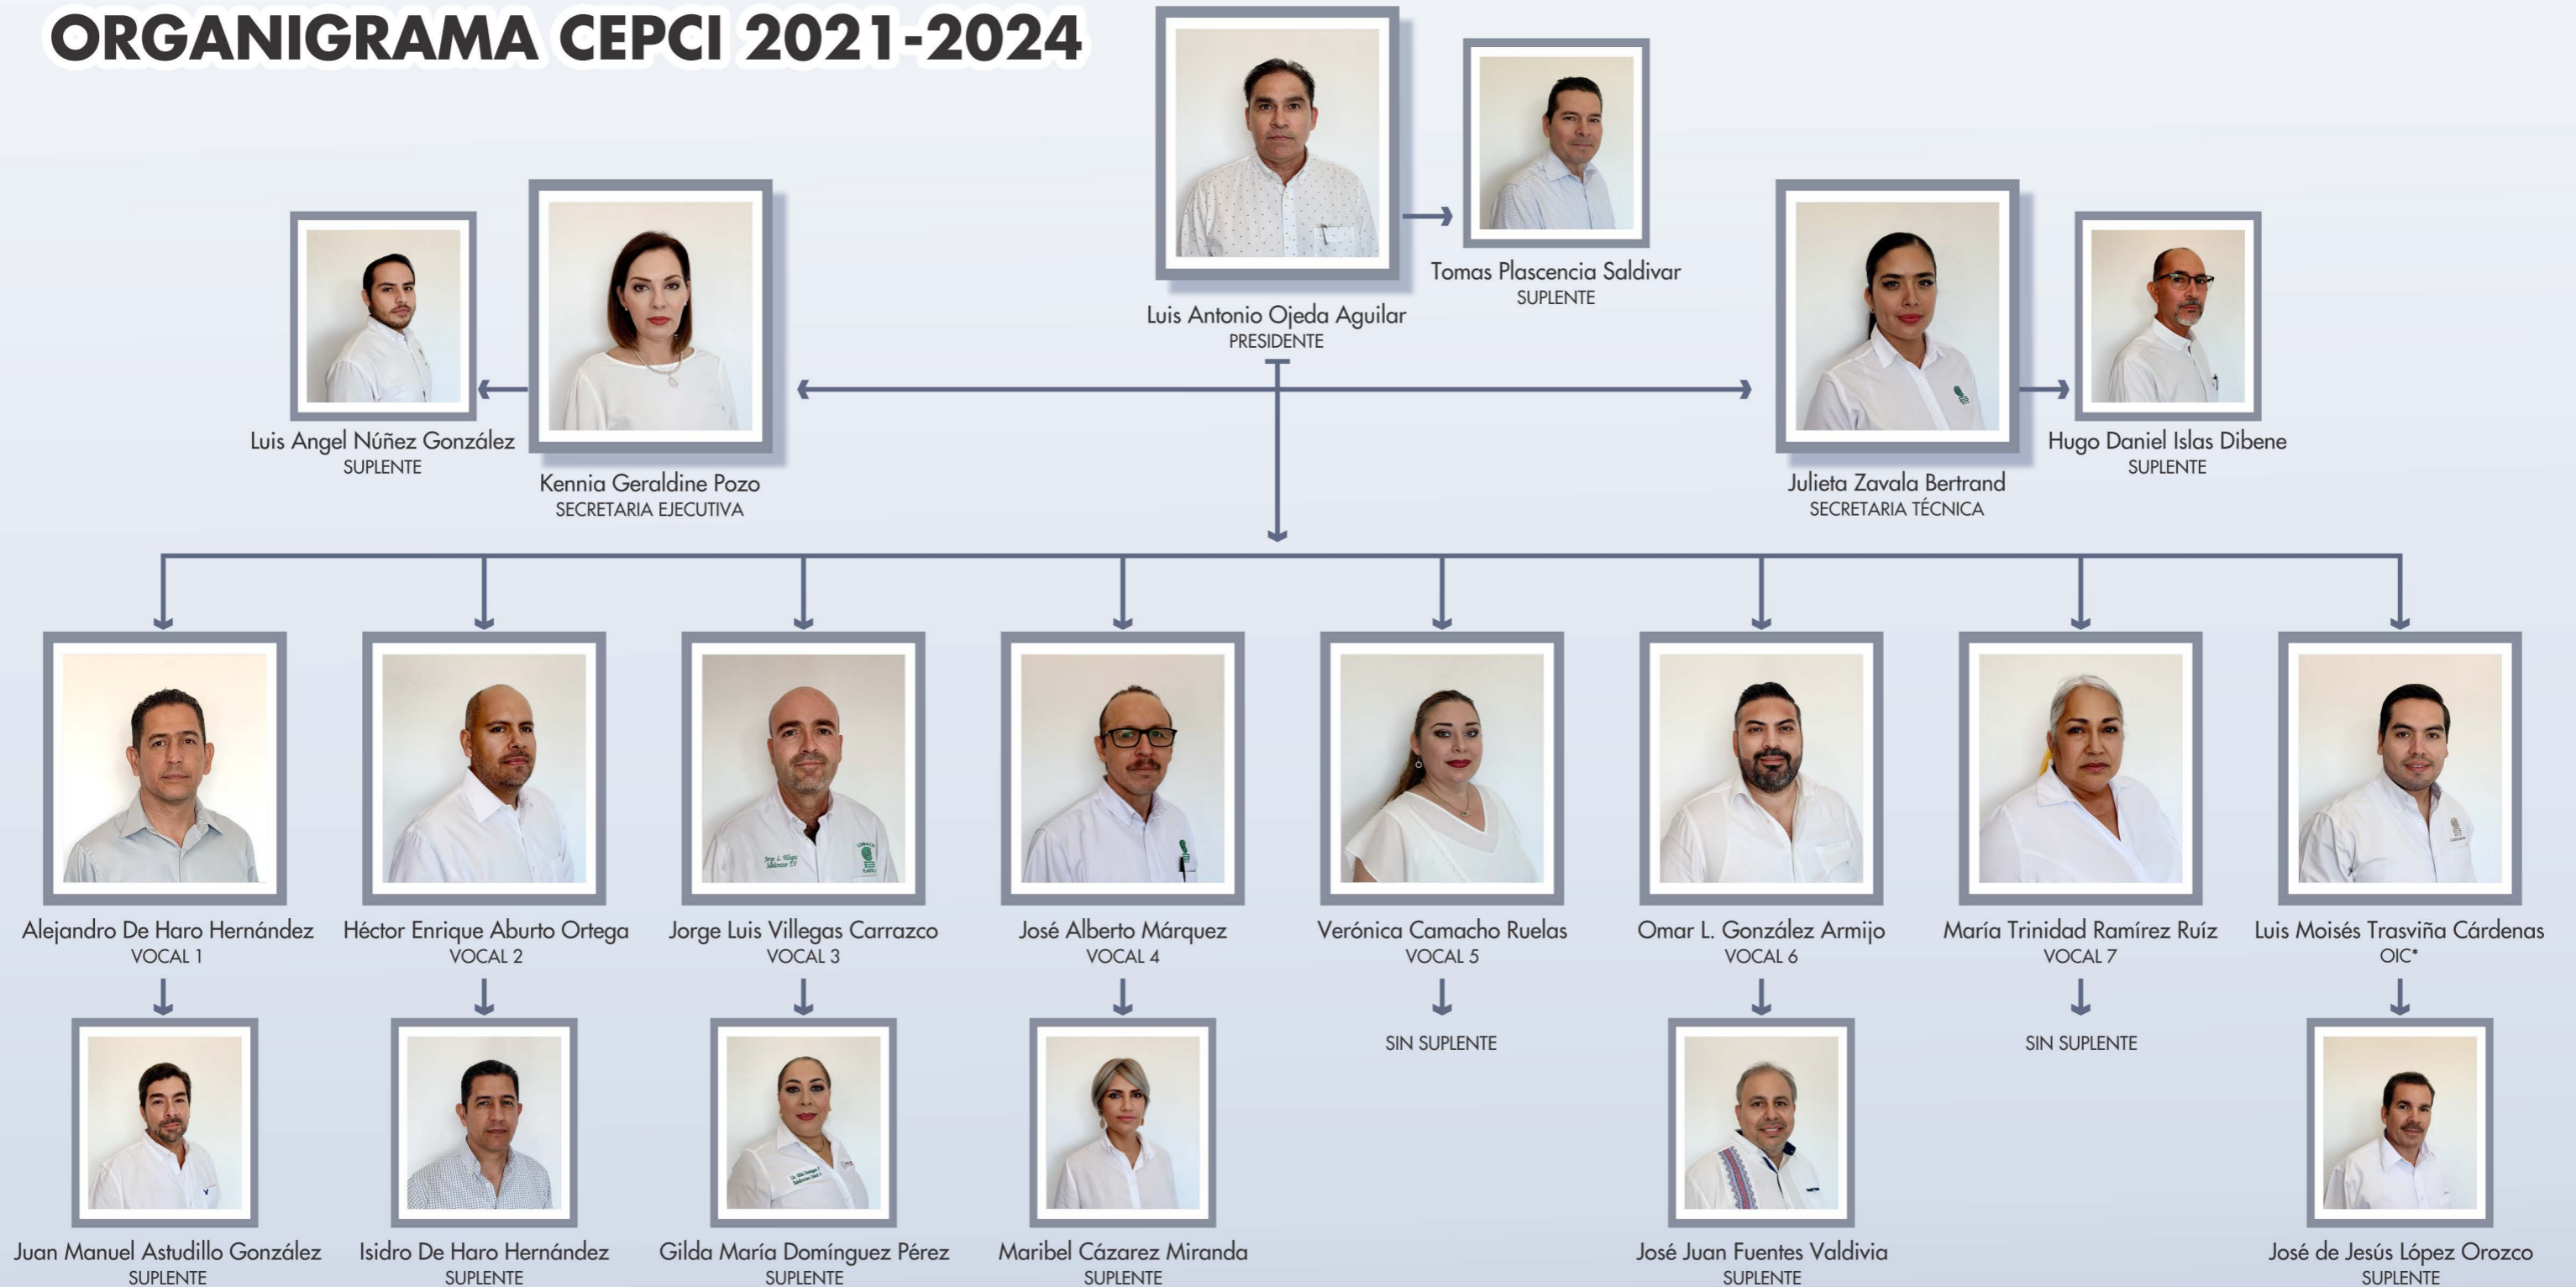 ORGANIGRAMA CEPCI 2021-2024
Luis Antonio Ojeda Aguilar
PRESIDENTE
Tomas Plascencia Saldivar
SUPLENTE
Luis Angel Núñez González
SUPLENTE
Kennia Geraldine Pozo
SECRETARIA EJECUTIVA
Julieta Zavala Bertrand
SECRETARIA TÉCNICA
Hugo Daniel Islas Dibene
SUPLENTE
Alejandro De Haro Hernández
VOCAL 1
Héctor Enrique Aburto Ortega
VOCAL 2
Jorge Luis Villegas Carrazco
VOCAL 3
José Alberto Márquez
VOCAL 4
Verónica Camacho Ruelas
VOCAL 5
Omar L. González Armijo
VOCAL 6
María Trinidad Ramírez Ruíz
VOCAL 7
Luis Moisés Trasviña Cárdenas
OIC*
Juan Manuel Astudillo González
SUPLENTE
Isidro De Haro Hernández
SUPLENTE
Gilda María Domínguez Pérez
SUPLENTE
Maribel Cázarez Miranda
SUPLENTE
SIN SUPLENTE
José Juan Fuentes Valdivia
SUPLENTE
SIN SUPLENTE
José de Jesús López Orozco
SUPLENTE